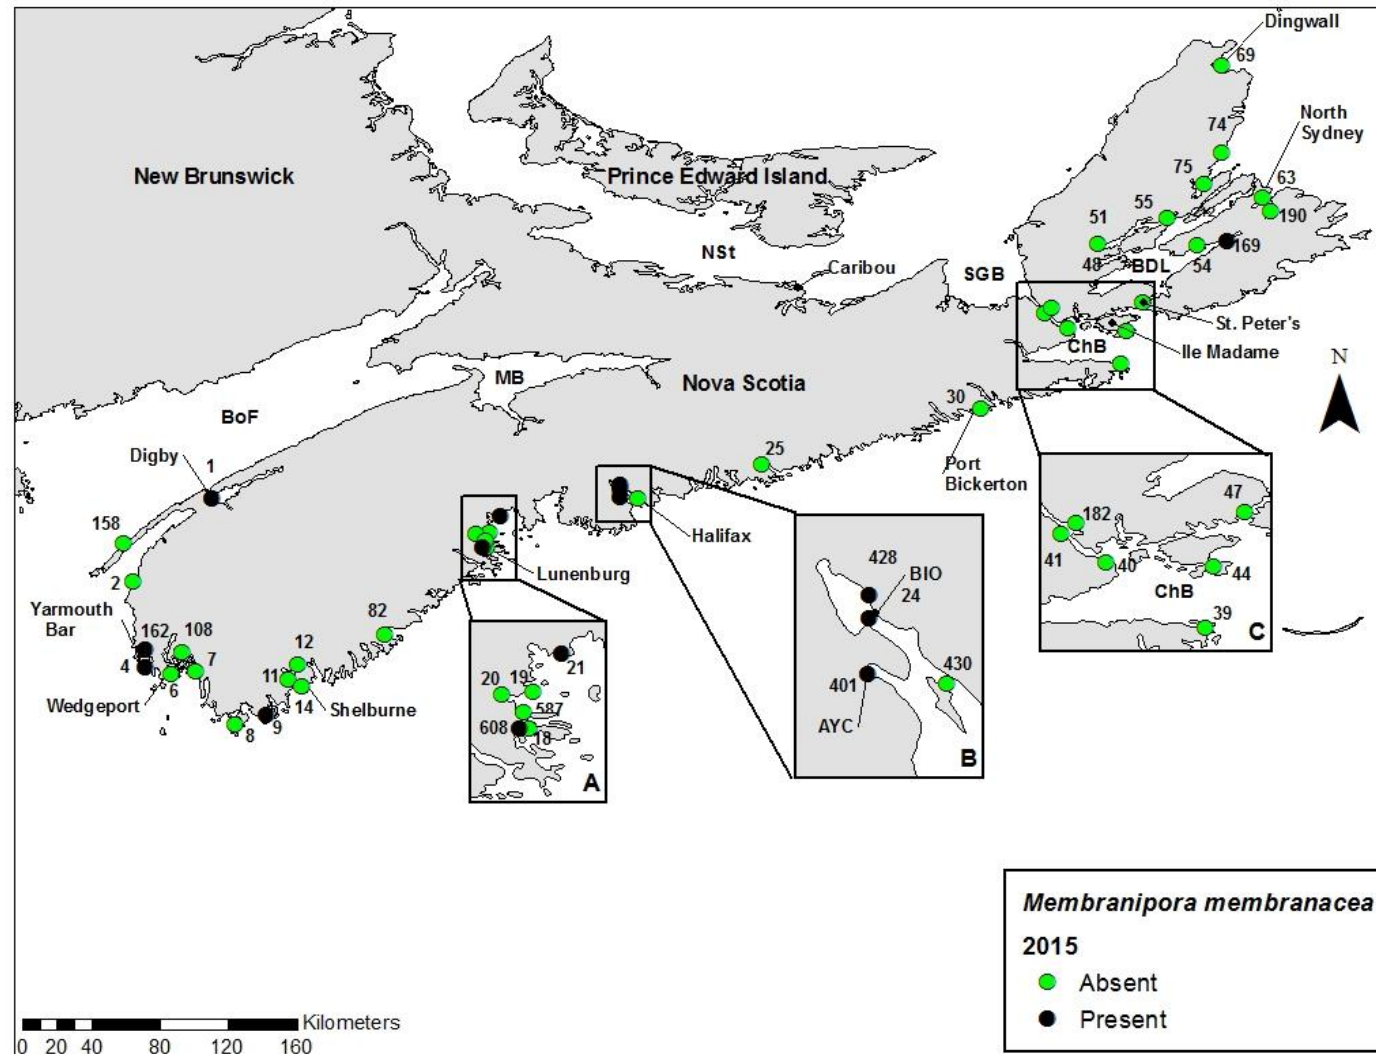 Dingwall
69
74
North
Sydney
New Brunswick
Prince Edward Island
75
63
55
190
51
48
169
54
BDL
NSt
Caribou
SGB
St. Peter's
Ile Madame
ChB
N
MB
Nova Scotia
BoF
30
Digby
1
25
Port
Bickerton
158
Halifax
2
Lunenburg
Yarmouth
Bar
162
108
82
12
4
7
11
6
14
Wedgeport
Shelburne
9
8
21
20
19
587
608
18
A
428
BIO
24
430
401
AYC
B
47
182
41
40
44
ChB
39
C
Membranipora membranacea
2015
Absent
Present
Kilometers
0 20 40 80 120 160